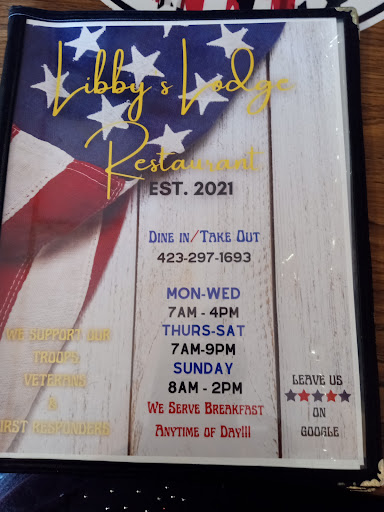 Libby's Lodge
Restaurant
EST. 2021
DINE IN/TAKE OUT
423-297-1693
MON-WED
7AM - 4PM
THURS-SAT
7AM-9PM
SUNDAY
8AM - 2PM
WE SERVE BREAKFAST
ANYTIME OF DAY!!!
WE SUPPORT OUR
TROOPS
VETERANS
&
FIRST RESPONDERS
LEAVE US
★★★★★
ON
GOOGLE